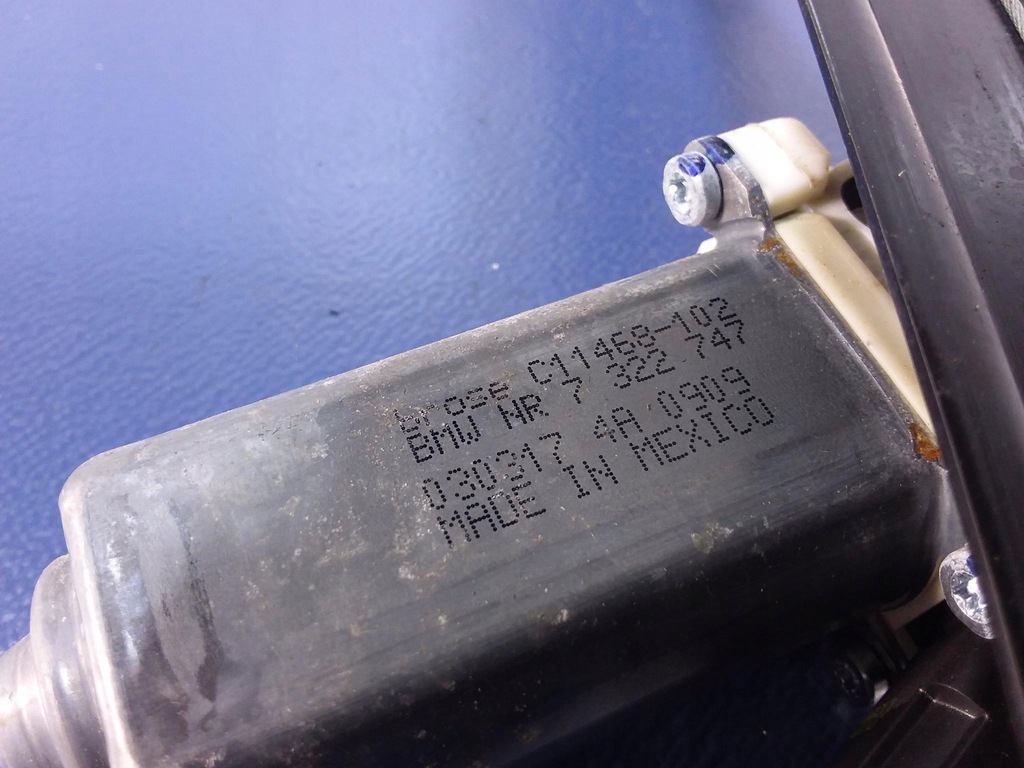 brose C11468-102
BMW NR 7 322 747
030317 4A 0909
MADE IN MEXICO